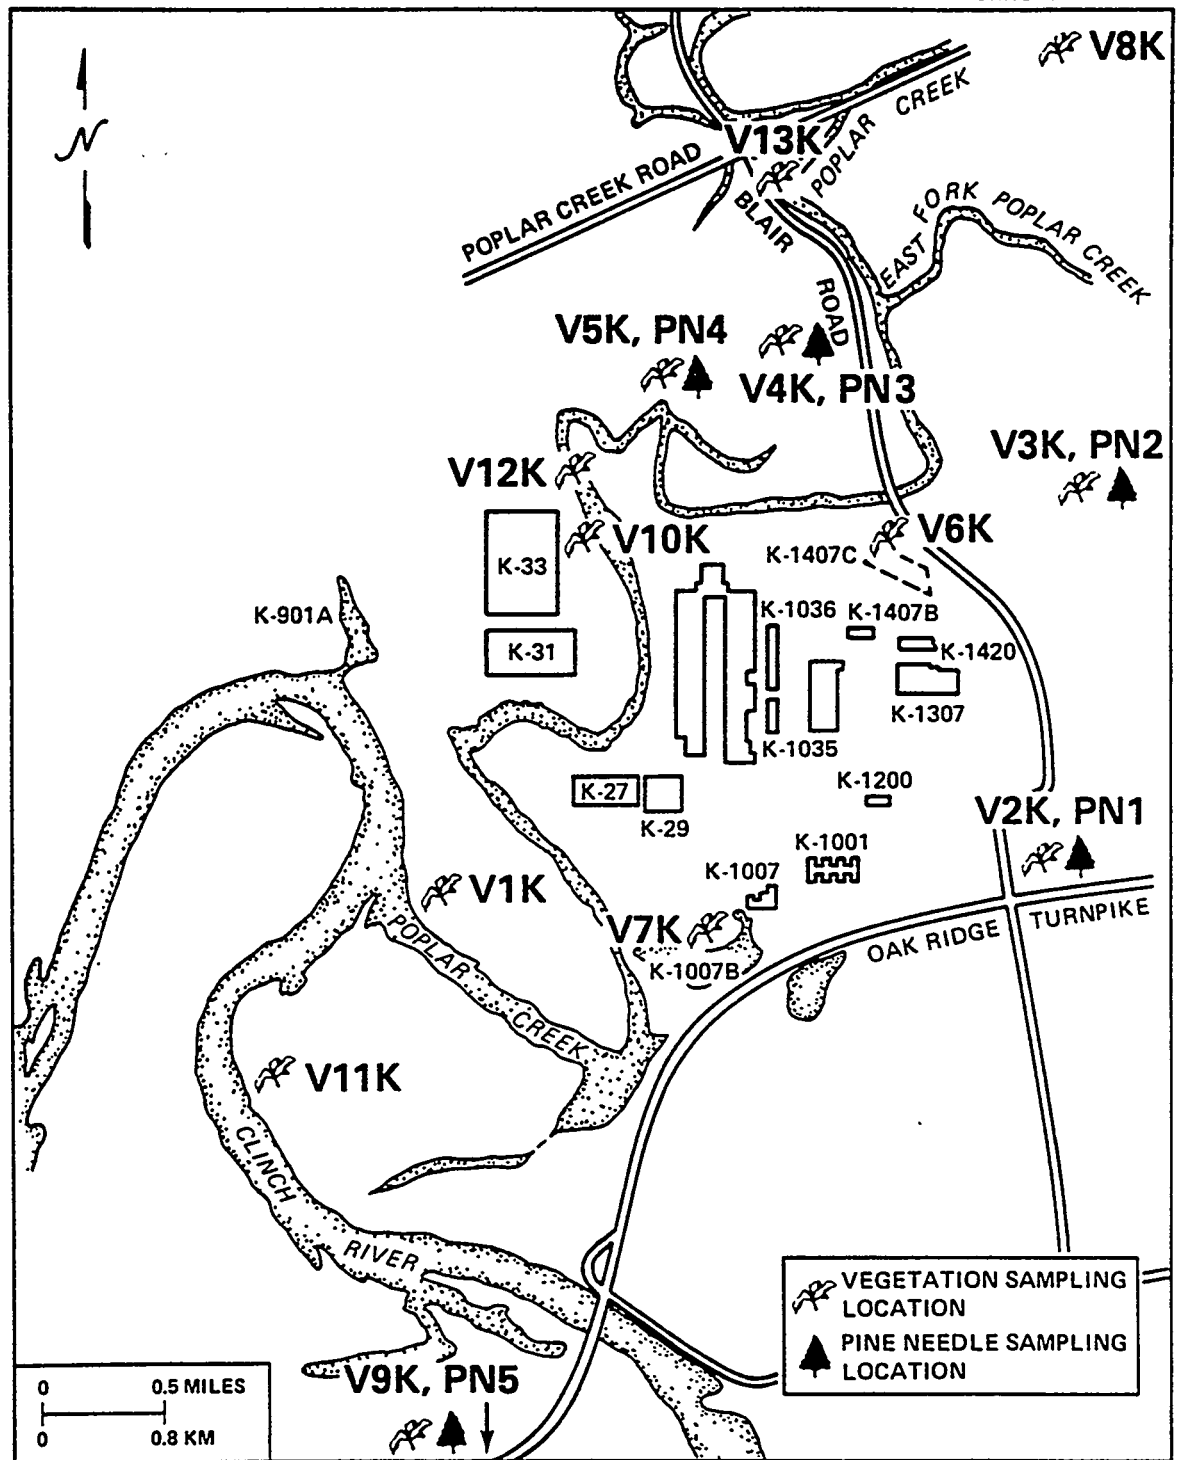 V8K
N
V13K
POPLAR CREEK
POPLAR CREEK ROAD
POPLAR CREEK
BLAIR
ROAD
EAST FORK POPLAR CREEK
V5K, PN4
V4K, PN3
V3K, PN2
V12K
V10K
V6K
K-33
K-1407C
K-901A
K-1036
K-1407B
K-31
K-1420
K-1307
K-1035
K-27
K-29
K-1200
V2K, PN1
K-1001
K-1007
V1K
V7K
K-1007B
OAK RIDGE TURNPIKE
POPLAR CREEK
V11K
CLINCH
RIVER
VEGETATION SAMPLING
LOCATION
PINE NEEDLE SAMPLING
LOCATION
V9K, PN5
0 0.5 MILES
0 0.8 KM